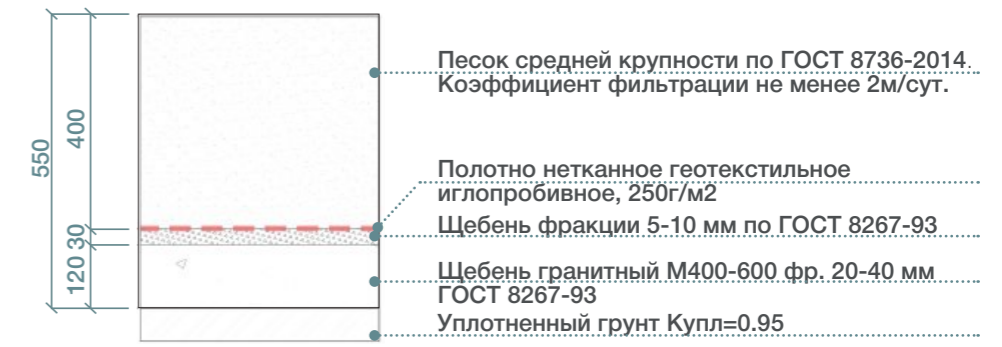 Песок средней крупности по ГОСТ 8736-2014.
Коэффициент фильтрации не менее 2м/сут.
Полотно нетканное геотекстильное
иглопробивное, 250г/м2
Щебень фракции 5-10 мм по ГОСТ 8267-93
Щебень гранитный М400-600 фр. 20-40 мм
ГОСТ 8267-93
Уплотненный грунт Купл=0.95
550
400
30
120